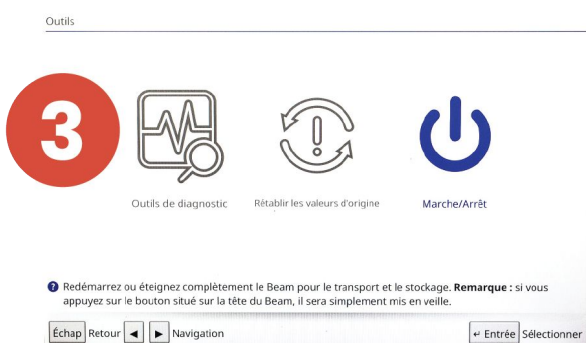 Outils
3
Outils de diagnostic Rétablir les valeurs d'origine Marche/Arrêt
? Redémarrez ou éteignez complètement le Beam pour le transport et le stockage. Remarque : si vous
appuyez sur le bouton situé sur la tête du Beam, il sera simplement mis en veille.
Échap Retour ◄ ► Navigation ↵ Entrée Sélectionner